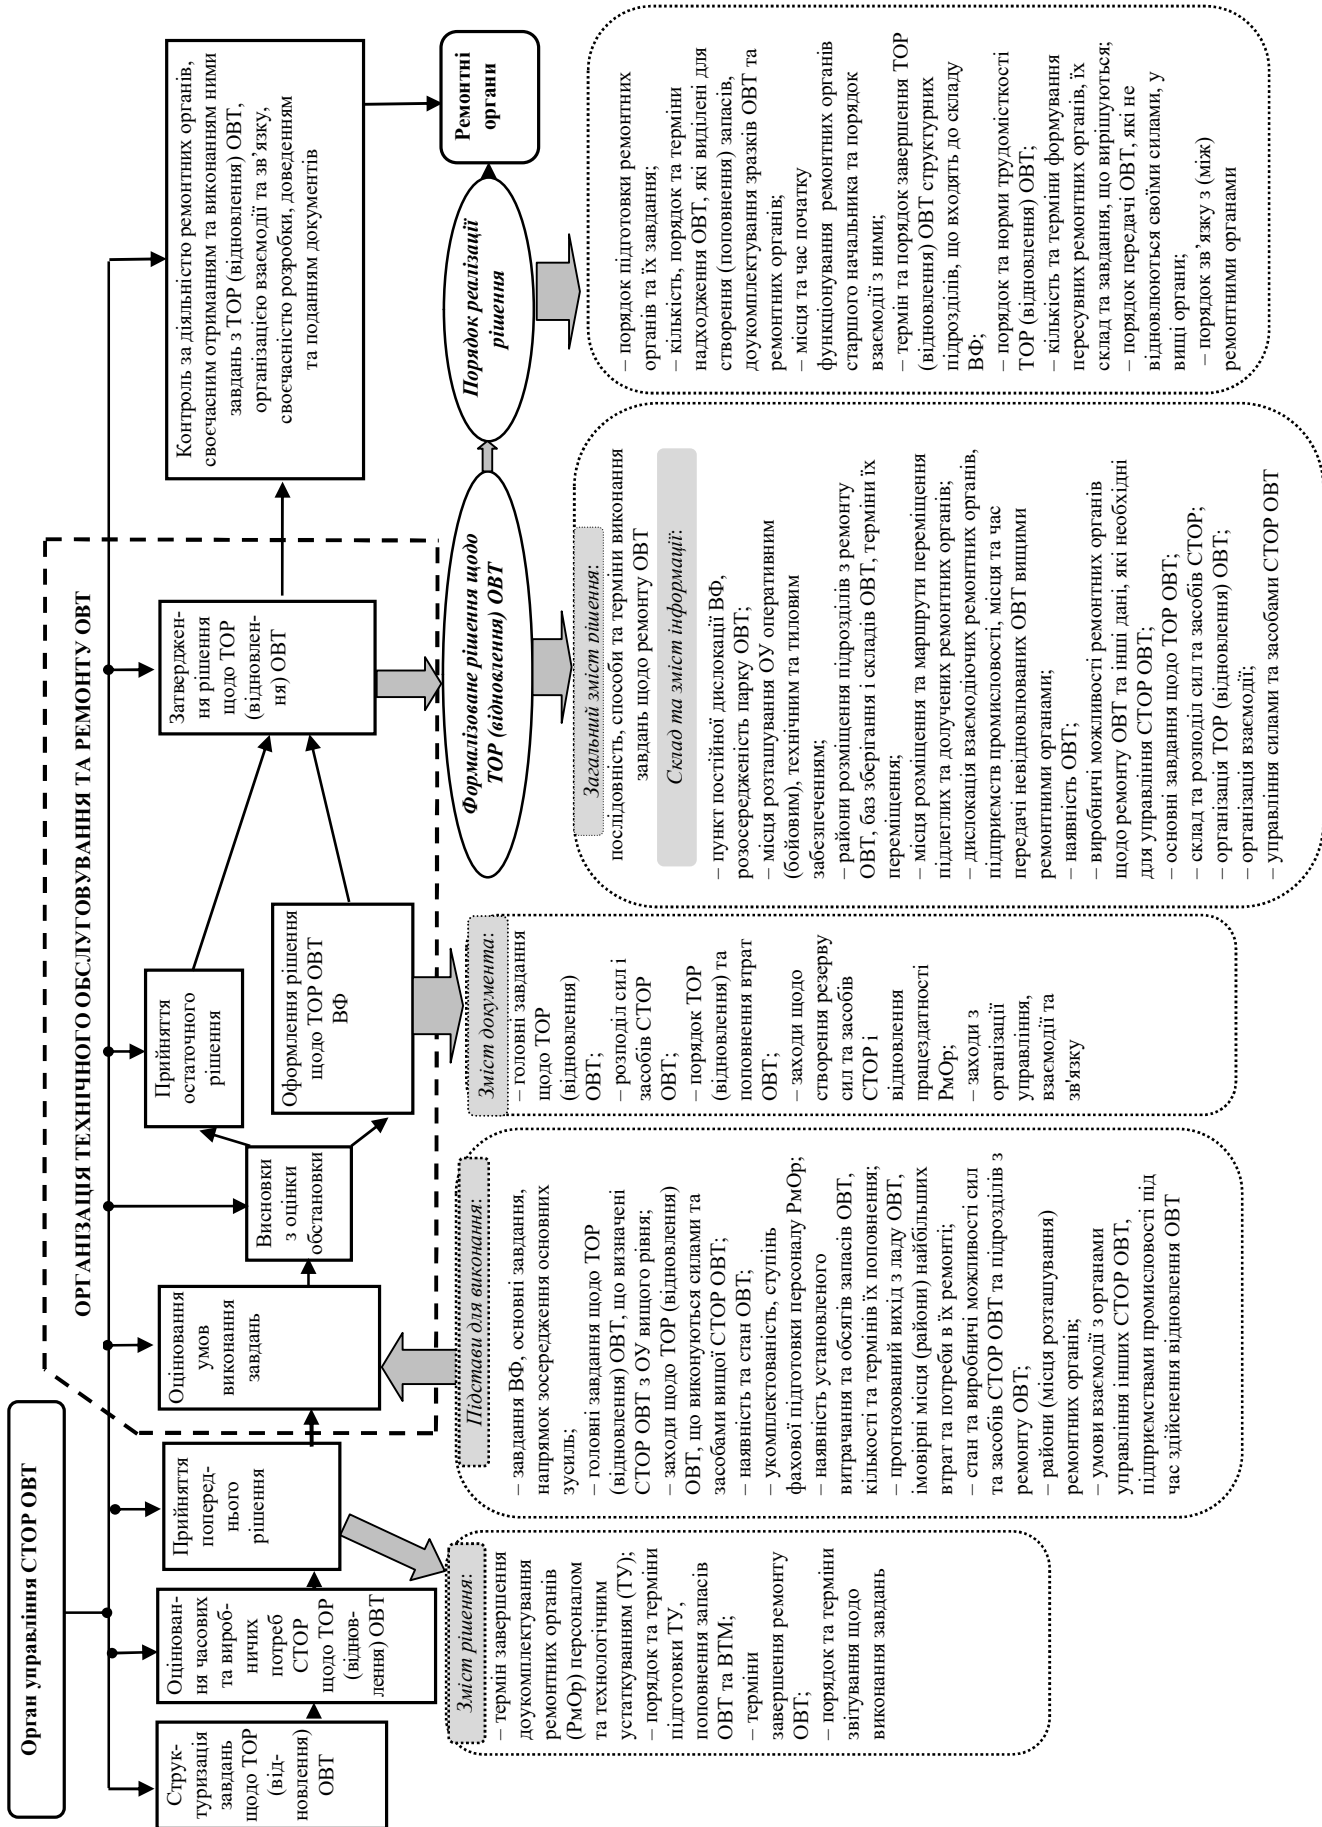 Орган управління СТОР ОВТ
ОРГАНІЗАЦІЯ ТЕХНІЧНОГО ОБСЛУГОВУВАННЯ ТА РЕМОНТУ ОВТ
Струк-
туризація
завдань
щодо ТОР
(від-
новлення)
ОВТ
Оцінюван-
ня часових
та вироб-
ничих
потреб
СТОР
щодо ТОР
(віднов-
лення) ОВТ
Прийняття
поперед-
нього
рішення
Оцінювання
умов
виконання
завдань
Висновки
з оцінки
обстановки
Прийняття
остаточного
рішення
Оформлення рішення
щодо ТОР ОВТ
ВФ
Затверджен-
ня рішення
щодо ТОР
(відновлен-
ня) ОВТ
Контроль за діяльністю ремонтних органів,
своєчасним отриманням та виконанням ними
завдань з ТОР (відновлення) ОВТ,
організацією взаємодії та зв’язку,
своєчасністю розробки, доведенням
та поданням документів
Формалізоване рішення щодо
ТОР (відновлення) ОВТ
Порядок реалізації
рішення
Ремонтні
органи
Зміст рішення:
– термін завершення
доукомплектування
ремонтних органів
(РмОр) персоналом
та технологічним
устаткуванням (ТУ);
– порядок та терміни
підготовки ТУ,
поповнення запасів
ОВТ та ВТМ;
– терміни
завершення ремонту
ОВТ;
– порядок та терміни
звітування щодо
виконання завдань
Підстави для виконання:
– завдання ВФ, основні завдання,
напрямок зосередження основних
зусиль;
– головні завдання щодо ТОР
(відновлення) ОВТ, що визначені
СТОР ОВТ з ОУ вищого рівня;
– заходи щодо ТОР (відновлення)
ОВТ, що виконуються силами та
засобами вищої СТОР ОВТ;
– наявність та стан ОВТ;
– укомплектованість, ступінь
фахової підготовки персоналу РмОр;
– наявність установленого
витрачання та обсягів запасів ОВТ,
кількості та термінів їх поповнення;
– прогнозований вихід з ладу ОВТ,
імовірні місця (райони) найбільших
втрат та потреби в їх ремонті;
– стан та виробничі можливості сил
та засобів СТОР ОВТ та підрозділів з
ремонту ОВТ;
– райони (місця розташування)
ремонтних органів;
– умови взаємодії з органами
управління інших СТОР ОВТ,
підприємствами промисловості під
час здійснення відновлення ОВТ
Зміст документа:
– головні завдання
щодо ТОР
(відновлення)
ОВТ;
– розподіл сил і
засобів СТОР
ОВТ;
– порядок ТОР
(відновлення) та
поповнення втрат
ОВТ;
– заходи щодо
створення резерву
сил та засобів
СТОР і
відновлення
працездатності
РмОр;
– заходи з
організації
управління,
взаємодії та
зв'язку
Загальний зміст рішення:
послідовність, способи та терміни виконання
завдань щодо ремонту ОВТ
Склад та зміст інформації:
– пункт постійної дислокації ВФ,
розосередженість парку ОВТ;
– місця розташування ОУ оперативним
(бойовим), технічним та тиловим
забезпеченням;
– райони розміщення підрозділів з ремонту
ОВТ, баз зберігання і складів ОВТ, терміни їх
переміщення;
– місця розміщення та маршрути переміщення
підлеглих та долучених ремонтних органів;
– дислокація взаємодіючих ремонтних органів,
підприємств промисловості, місця та час
передачі невідновлюваних ОВТ вищими
ремонтними органами;
– наявність ОВТ;
– виробничі можливості ремонтних органів
щодо ремонту ОВТ та інші дані, які необхідні
для управління СТОР ОВТ;
– основні завдання щодо ТОР ОВТ;
– склад та розподіл сил та засобів СТОР;
– організація ТОР (відновлення) ОВТ;
– організація взаємодії;
– управління силами та засобами СТОР ОВТ
– порядок підготовки ремонтних
органів та їх завдання;
– кількість, порядок та терміни
надходження ОВТ, які виділені для
створення (поповнення) запасів,
доукомплектування зразків ОВТ та
ремонтних органів;
– місця та час початку
функціонування ремонтних органів
старшого начальника та порядок
взаємодії з ними;
– термін та порядок завершення ТОР
(відновлення) ОВТ структурних
підрозділів, що входять до складу
ВФ;
– порядок та норми трудомісткості
ТОР (відновлення) ОВТ;
– кількість та терміни формування
пересувних ремонтних органів, їх
склад та завдання, що вирішуються;
– порядок передачі ОВТ, які не
відновлюються своїми силами, у
вищі органи;
– порядок зв’язку з (між)
ремонтними органами